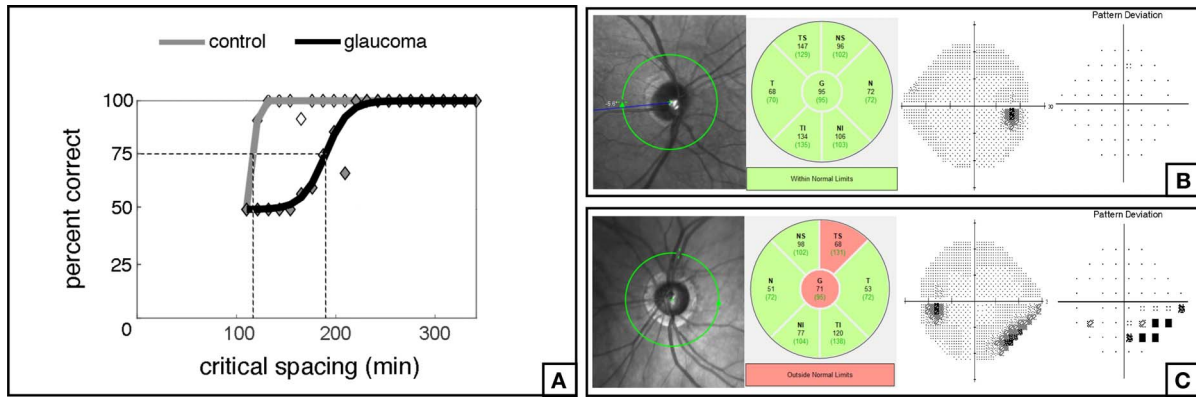 control glaucoma
percent correct
100
75
50
25
0 100 200 300
critical spacing (min)
A
TS
147
(129)
NS
96
(102)
T
68
(70)
G
95
(95)
N
72
(72)
TI
134
(135)
NI
106
(103)
Within Normal Limits
30
Pattern Deviation
B
NS
98
(102)
TS
68
(131)
N
51
(72)
G
71
(95)
T
53
(72)
NI
77
(104)
TI
120
(138)
Outside Normal Limits
Pattern Deviation
C